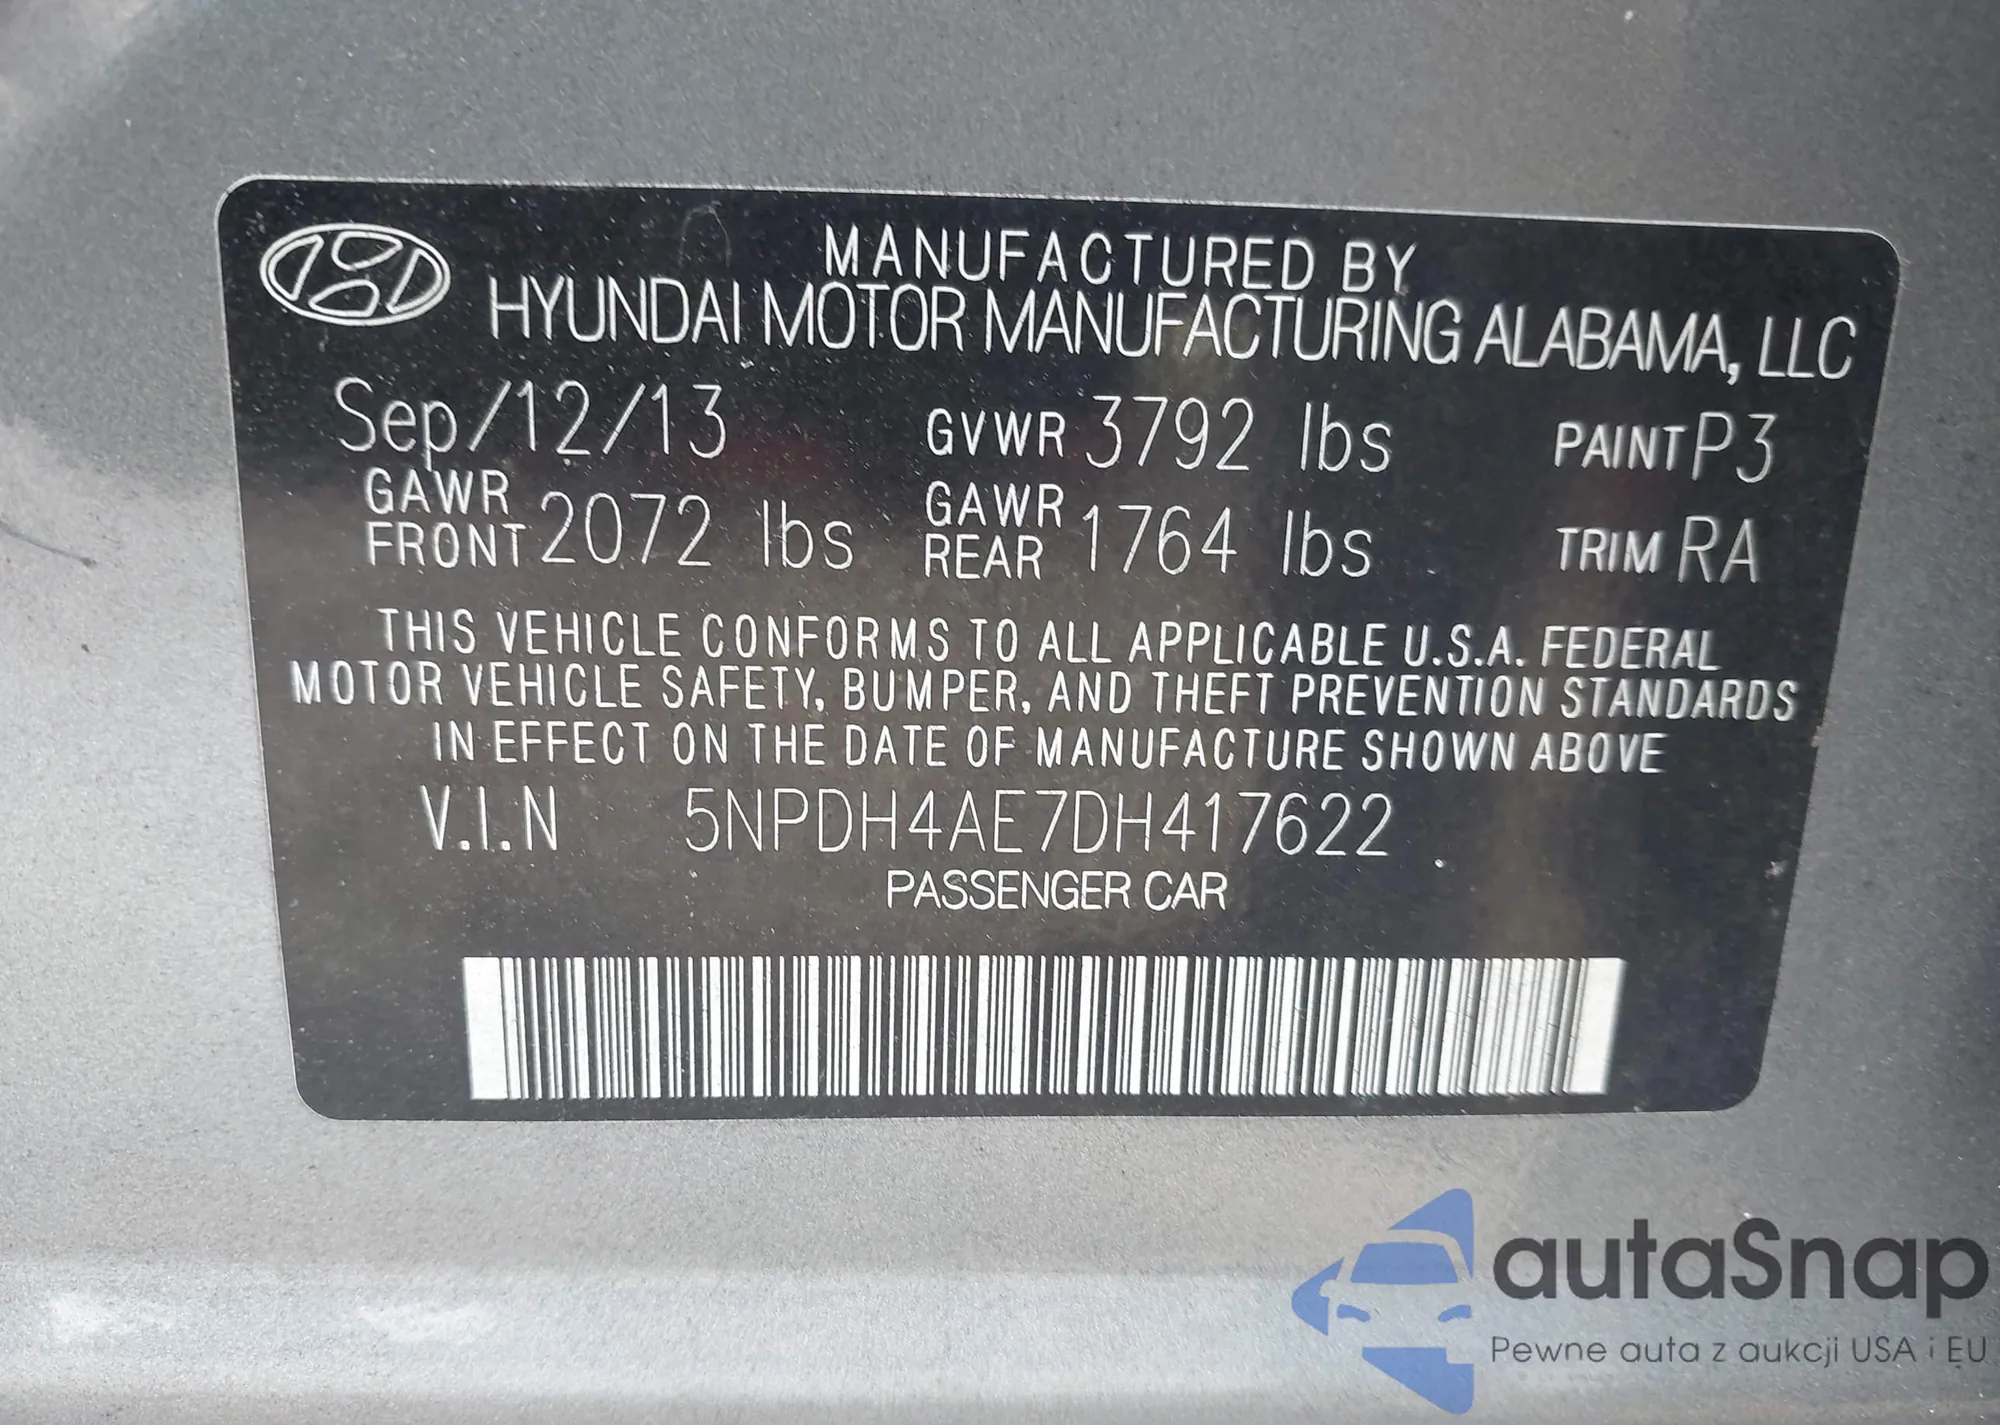 MANUFACTURED BY
HYUNDAI MOTOR MANUFACTURING ALABAMA, LLC
Sep/12/13 GVWR 3792 lbs PAINT P3
GAWR FRONT 2072 lbs GAWR REAR 1764 lbs TRIM RA
THIS VEHICLE CONFORMS TO ALL APPLICABLE U.S.A. FEDERAL
MOTOR VEHICLE SAFETY, BUMPER, AND THEFT PREVENTION STANDARDS
IN EFFECT ON THE DATE OF MANUFACTURE SHOWN ABOVE
V.I.N 5NPDH4AE7DH417622
PASSENGER CAR
autaSnap
Pewne auta z aukcji USA i EU